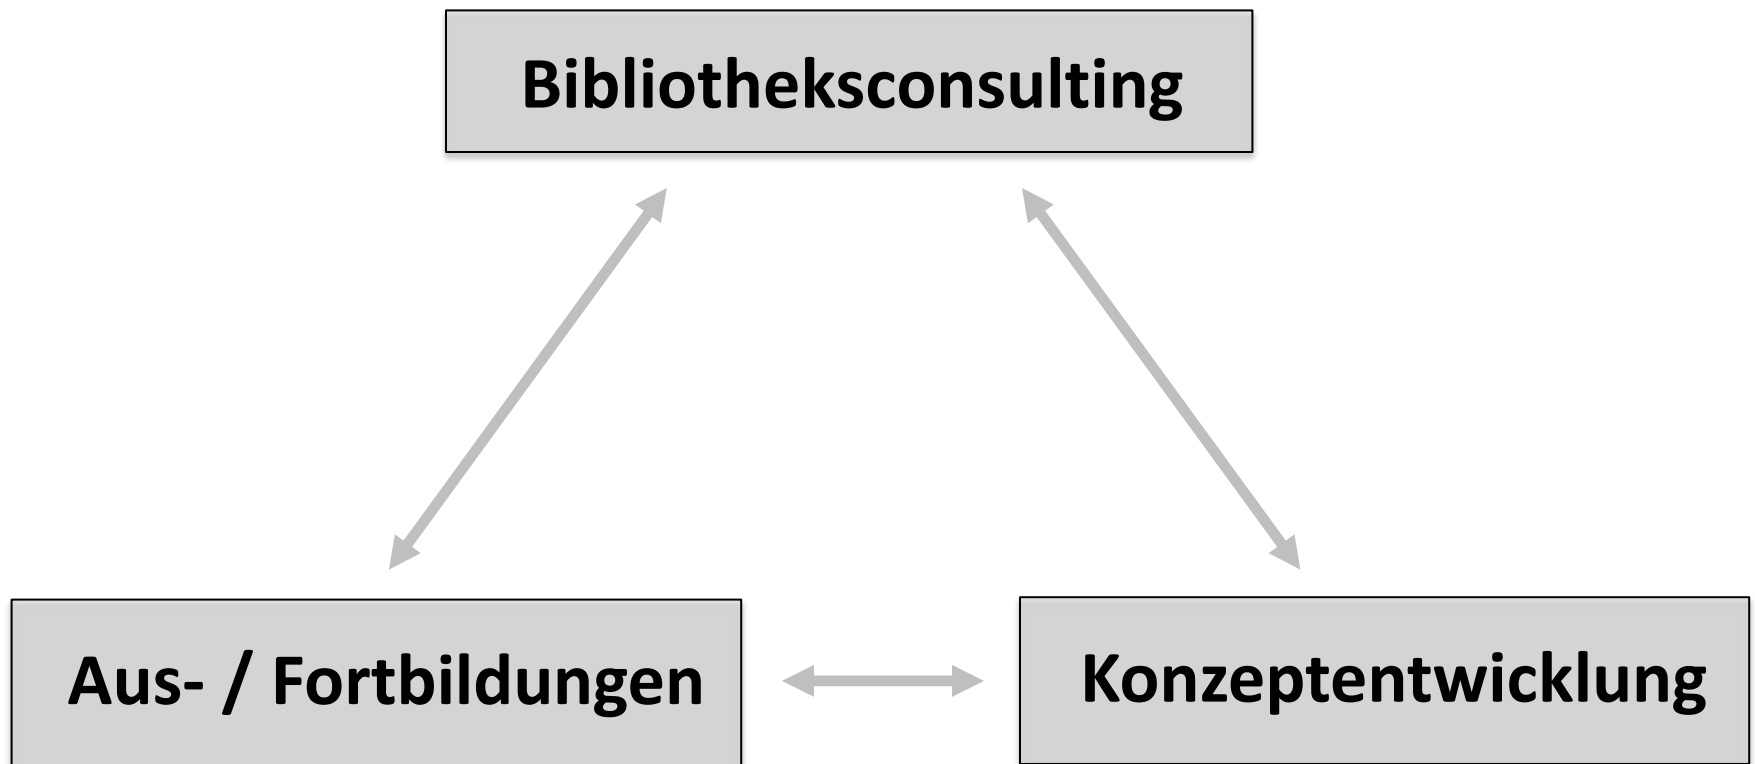 Bibliotheksconsulting
Aus- / Fortbildungen
Konzeptentwicklung